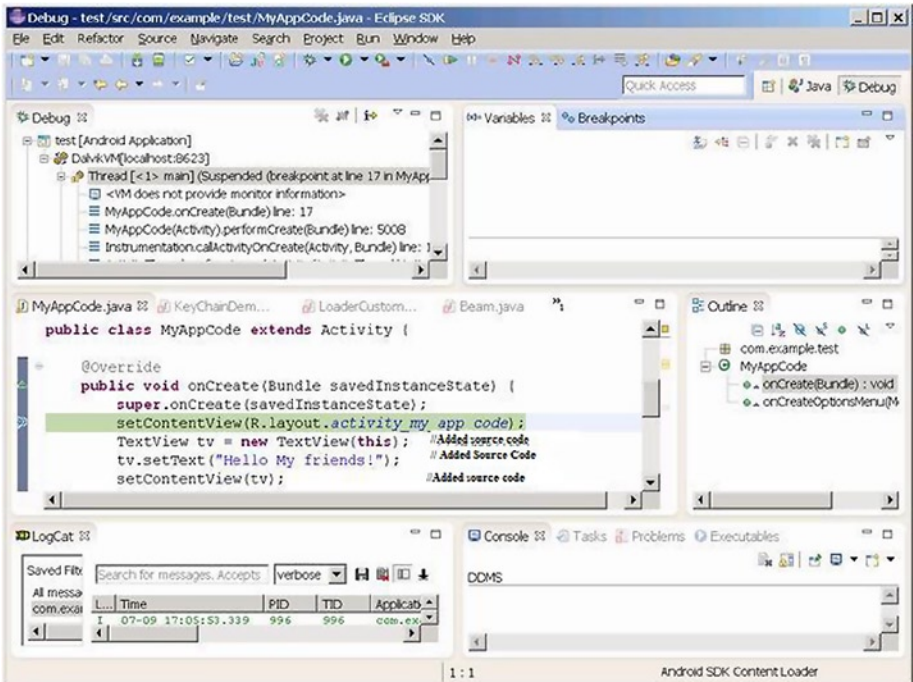 Debug - test/src/com/example/test/MyAppCode.java - Eclipse SDK
File Edit Refactor Source Navigate Search Project Run Window Help
Quick Access
Java Debug
Debug
test [Android Application]
DalvikVM[localhost:8623]
Thread [<1> main] (Suspended (breakpoint at line 17 in MyApp
<VM does not provide monitor information>
MyAppCode.onCreate(Bundle) line: 17
MyAppCode(Activity).performCreate(Bundle) line: 5008
Instrumentation.callActivityOnCreate(Activity, Bundle) line: 1
(x)= Variables Breakpoints
MyAppCode.java KeyChainDem... LoaderCustom... Beam.java »1
public class MyAppCode extends Activity {
@Override
public void onCreate(Bundle savedInstanceState) {
super.onCreate(savedInstanceState);
setContentView(R.layout.activity_my_app_code);
TextView tv = new TextView(this); //Added source code
tv.setText("Hello My friends!"); // Added Source Code
setContentView(tv); //Added source code
Outline
com.example.test
MyAppCode
onCreate(Bundle) : void
onCreateOptionsMenu(M
LogCat
Saved Filte
All messa
com.exar
Search for messages. Accepts verbose
L... Time PID TID Applicati
I 07-09 17:05:53.339 996 996 com.ex
Console Tasks Problems Executables
DDMS
1 : 1
Android SDK Content Loader